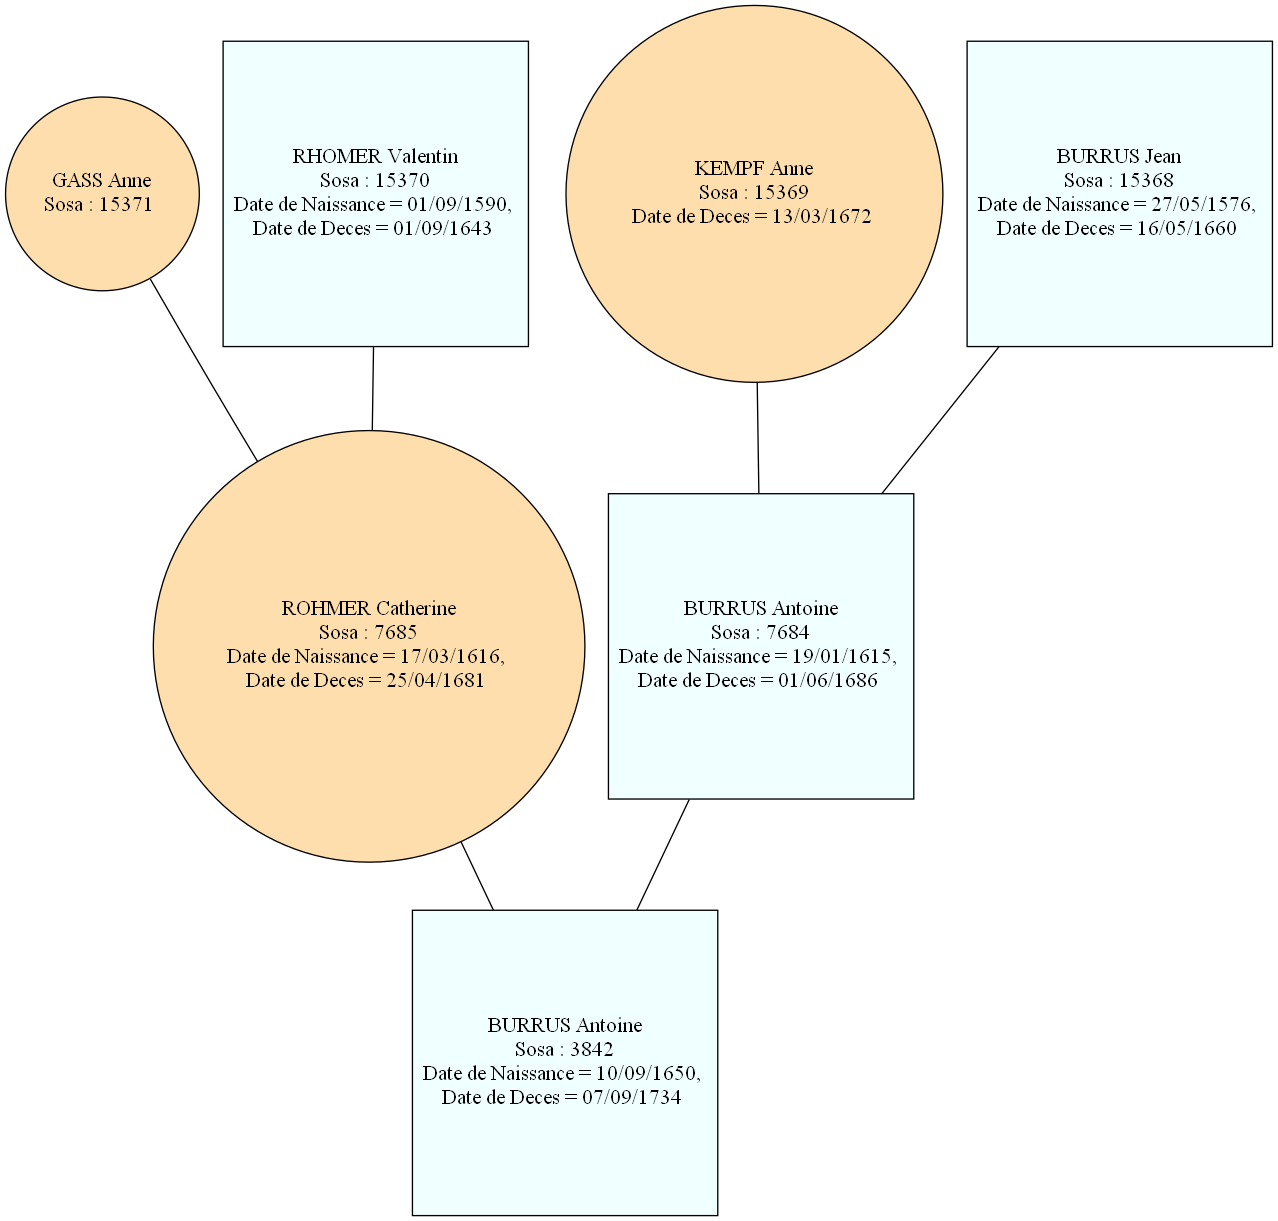 GASS Anne
Sosa : 15371
RHOMER Valentin
Sosa : 15370
Date de Naissance = 01/09/1590,
Date de Deces = 01/09/1643
KEMPF Anne
Sosa : 15369
Date de Deces = 13/03/1672
BURRUS Jean
Sosa : 15368
Date de Naissance = 27/05/1576,
Date de Deces = 16/05/1660
ROHMER Catherine
Sosa : 7685
Date de Naissance = 17/03/1616,
Date de Deces = 25/04/1681
BURRUS Antoine
Sosa : 7684
Date de Naissance = 19/01/1615,
Date de Deces = 01/06/1686
BURRUS Antoine
Sosa : 3842
Date de Naissance = 10/09/1650,
Date de Deces = 07/09/1734